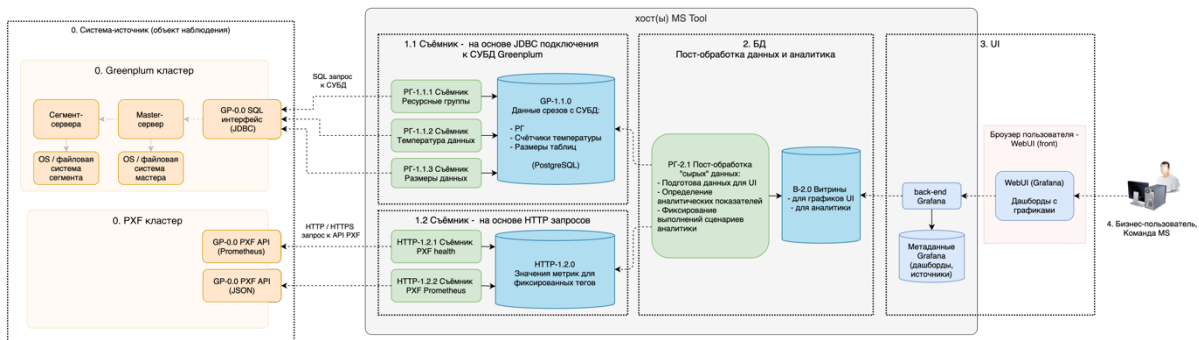 хост(ы) MS Tool
0. Система-источник (объект наблюдения)
0. Greenplum кластер
Сегмент-
сервера
Master-
сервер
GP-0.0 SQL
интерфейс
(JDBC)
OS / файловая
система
сегмента
OS / файловая
система
мастера
0. PXF кластер
GP-0.0 PXF API
(Prometheus)
GP-0.0 PXF API
(JSON)
SQL запрос
к СУБД
HTTP / HTTPS
запрос к API PXF
1.1 Съёмник - на основе JDBC подключения
к СУБД Greenplum
РГ-1.1.1 Съёмник
Ресурсные группы
РГ-1.1.2 Съёмник
Температура данных
РГ-1.1.3 Съёмник
Размеры данных
GP-1.1.0
Данные срезов с СУБД:
- РГ
- Счётчики температуры
- Размеры таблиц
(PostgreSQL)
1.2 Съёмник - на основе HTTP запросов
HTTP-1.2.1 Съёмник
PXF health
HTTP-1.2.2 Съёмник
PXF Prometheus
HTTP-1.2.0
Значения метрик для
фиксированных тегов
2. БД
Пост-обработка данных и аналитика
РГ-2.1 Пост-обработка
"сырых" данных:
- Подготова данных для UI
- Определение
аналитических показателей
- Фиксирование
выполнений сценариев
аналитики
В-2.0 Витрины
- для графиков UI
- для аналитики
3. UI
back-end
Grafana
Метаданные
Grafana
(дашборды,
источники)
Браузер пользователя -
WebUI (front)
WebUI (Grafana)
Дашборды с
графиками
4. Бизнес-пользователь,
Команда MS